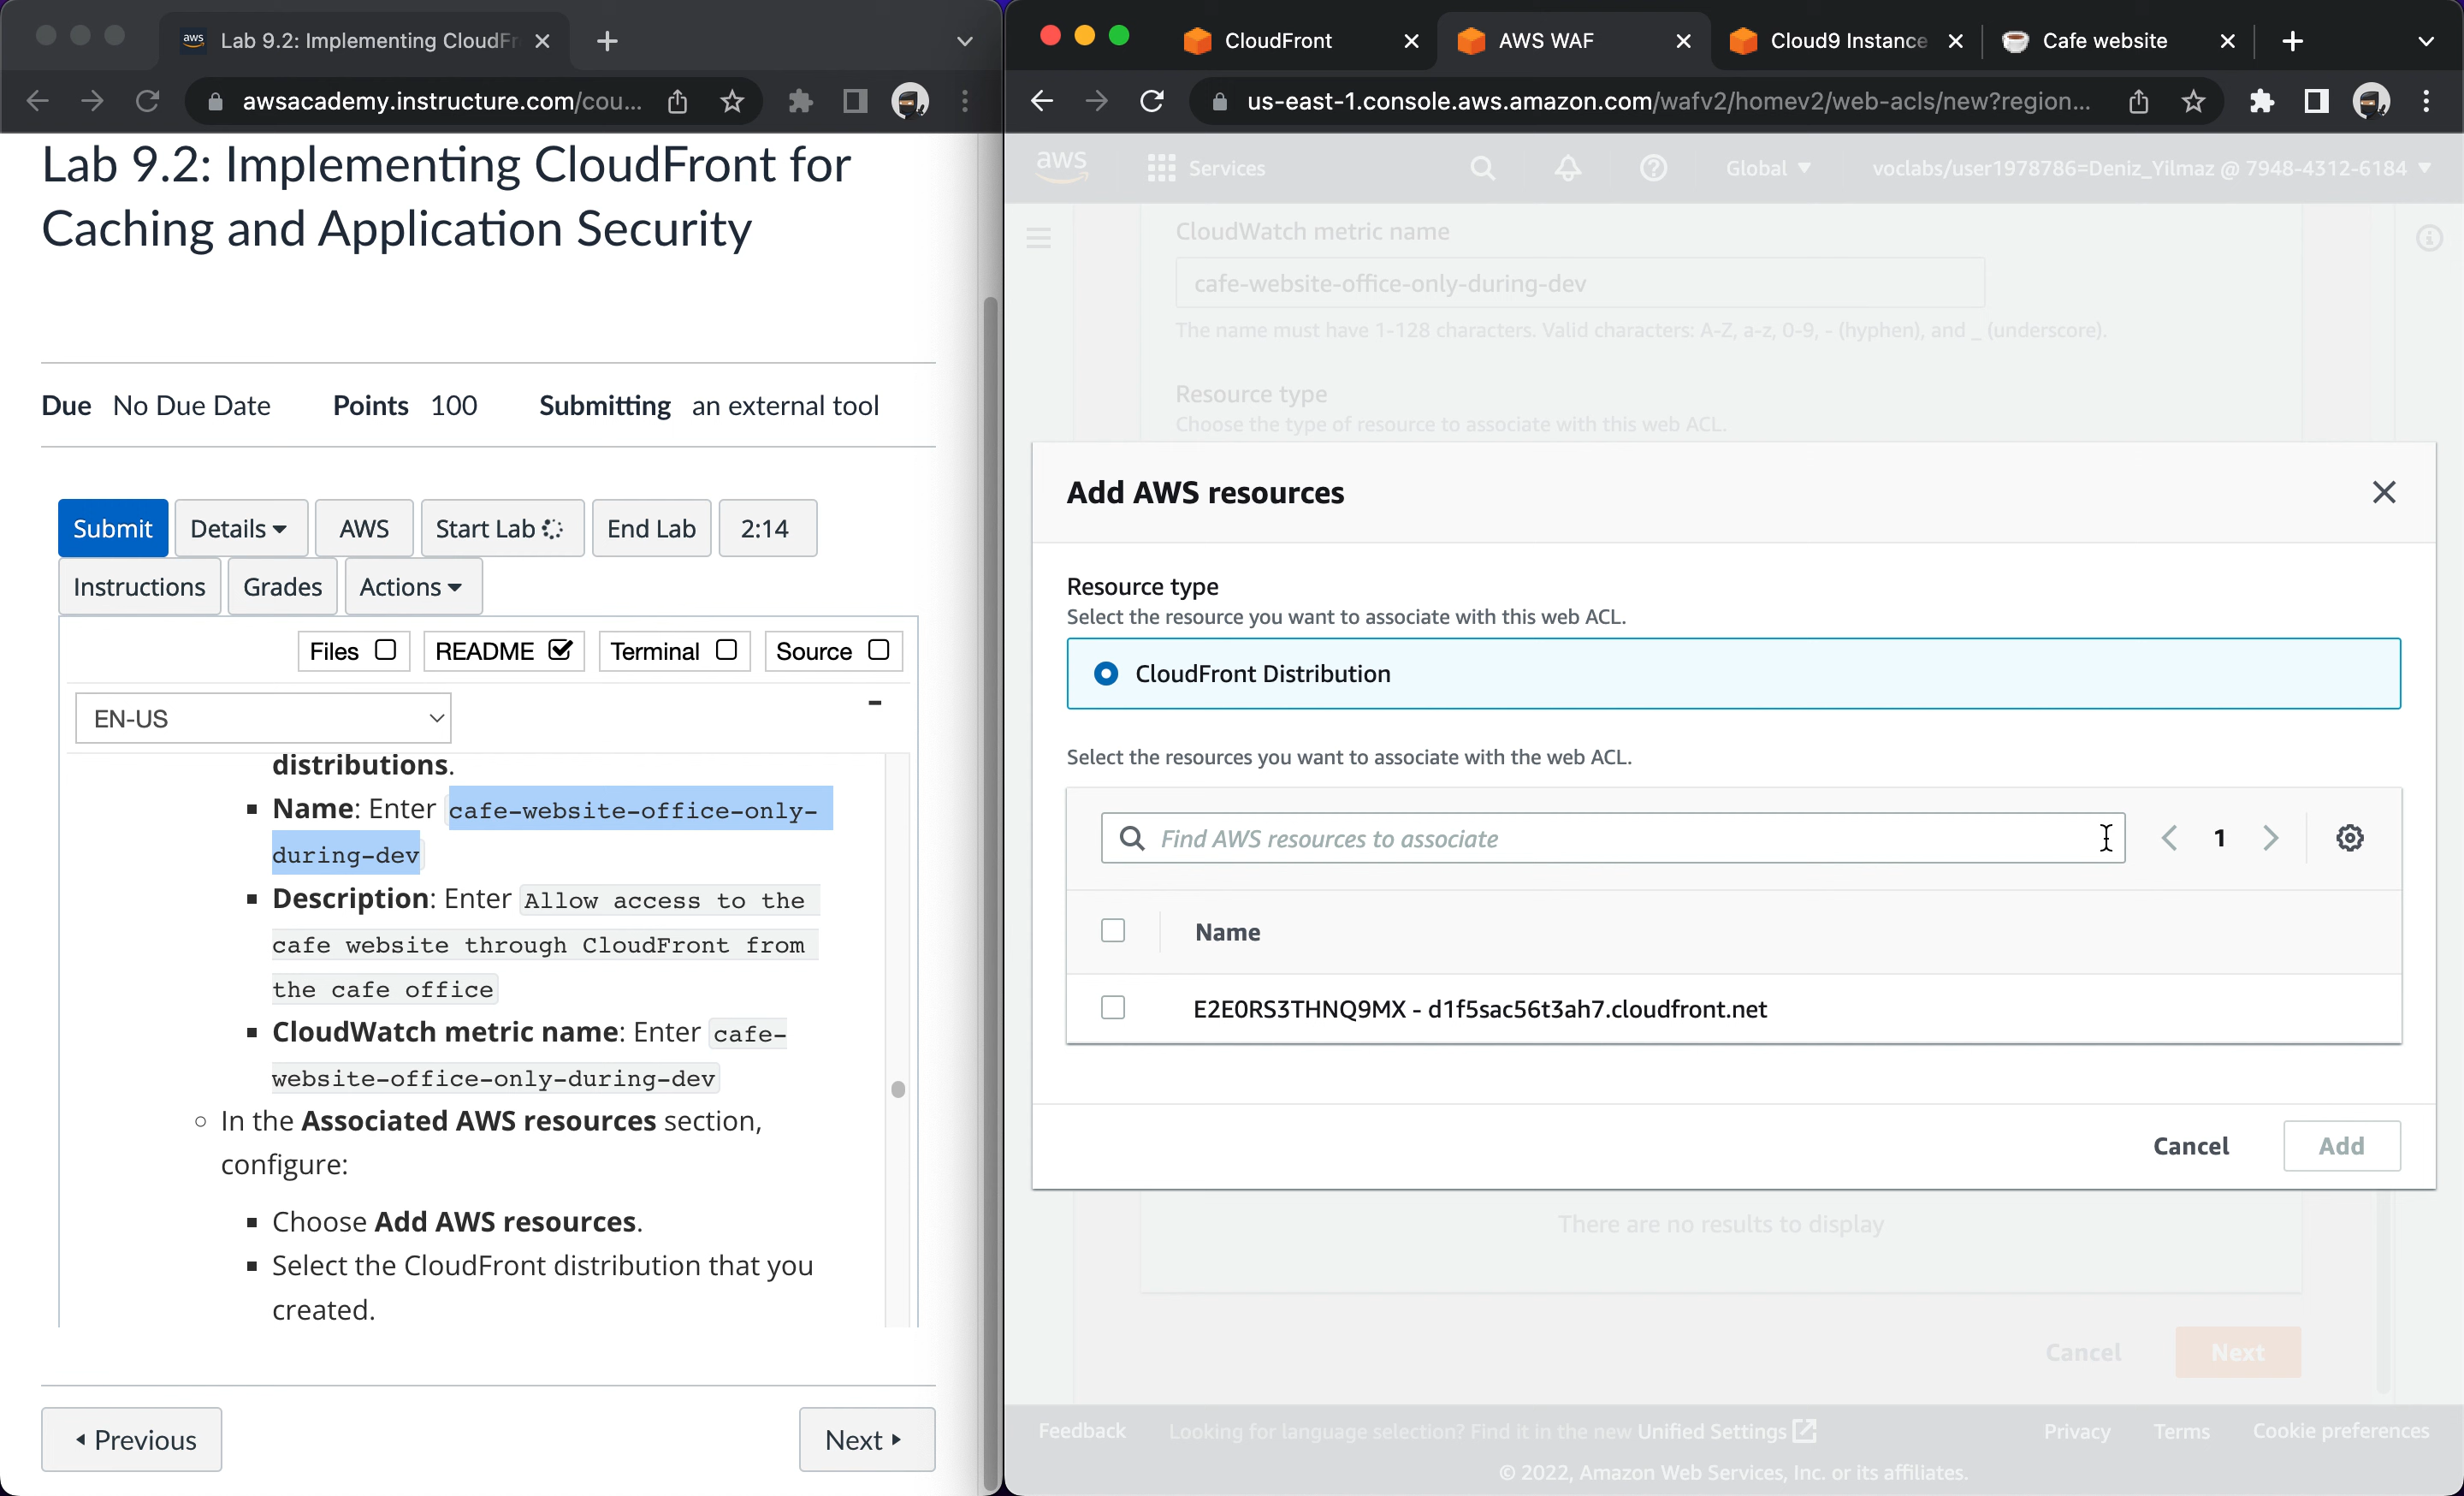 Lab 9.2: Implementing CloudFr
awsacademy.instructure.com/cou...
Lab 9.2: Implementing CloudFront for
Caching and Application Security
Due No Due Date Points 100 Submitting an external tool
Submit Details AWS Start Lab End Lab 2:14
Instructions Grades Actions
Files README Terminal Source
EN-US
distributions.
Name: Enter cafe-website-office-only-
during-dev
Description: Enter Allow access to the
cafe website through CloudFront from
the cafe office
CloudWatch metric name: Enter cafe-
website-office-only-during-dev
In the Associated AWS resources section,
configure:
Choose Add AWS resources.
Select the CloudFront distribution that you
created.
Previous Next
CloudFront AWS WAF Cloud9 Instance Cafe website
us-east-1.console.aws.amazon.com/wafv2/homev2/web-acls/new?region...
aws Services Global voclabs/user1978786=Deniz_Yilmaz @ 7948-4312-6184
CloudWatch metric name
cafe-website-office-only-during-dev
The name must have 1-128 characters. Valid characters: A-Z, a-z, 0-9, - (hyphen), and _ (underscore).
Resource type
Choose the type of resource to associate with this web ACL.
Add AWS resources
Resource type
Select the resource you want to associate with this web ACL.
CloudFront Distribution
Select the resources you want to associate with the web ACL.
Find AWS resources to associate 1
Name
E2E0RS3THNQ9MX - d1f5sac56t3ah7.cloudfront.net
Cancel Add
There are no results to display
Cancel Next
Feedback Looking for language selection? Find it in the new Unified Settings Privacy Terms Cookie preferences
© 2022, Amazon Web Services, Inc. or its affiliates.